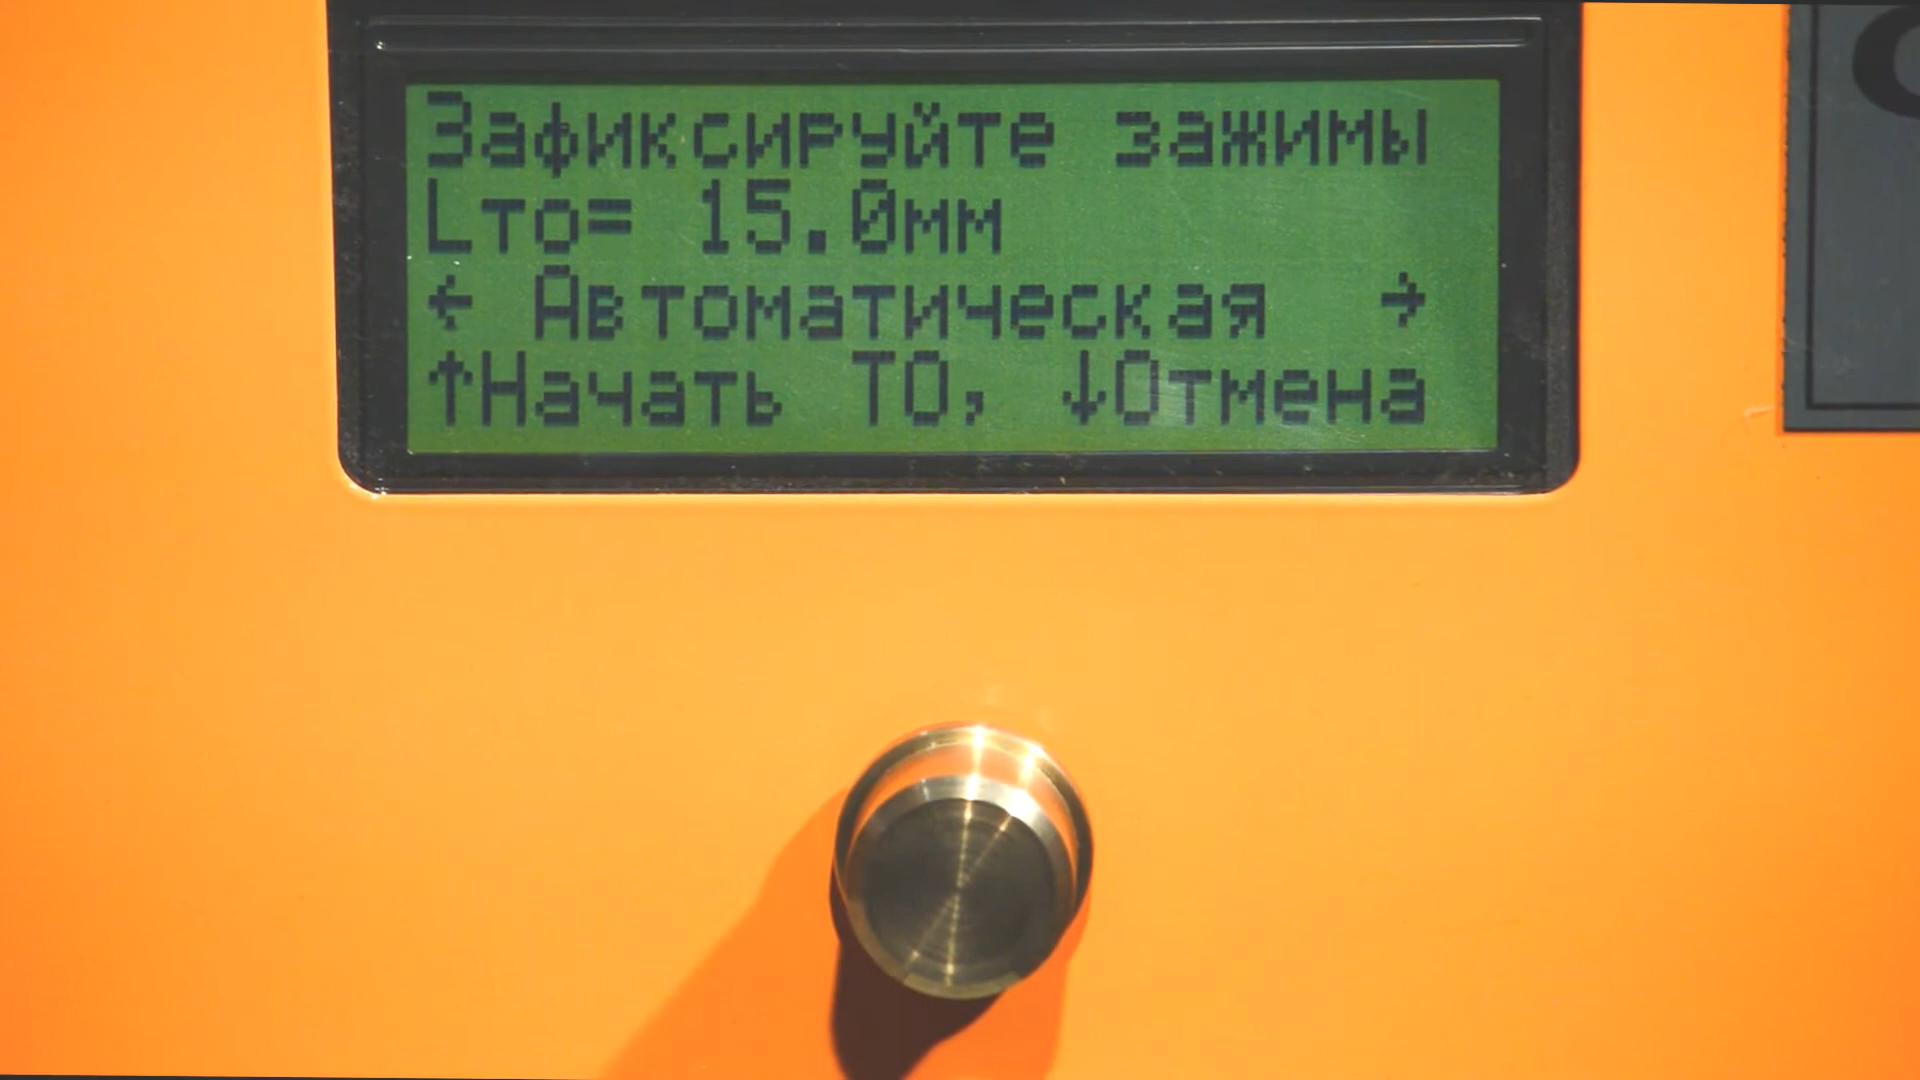 Зафиксируйте зажимы
Lто= 15.0мм
← Автоматическая →
↑Начать ТО, ↓Отмена